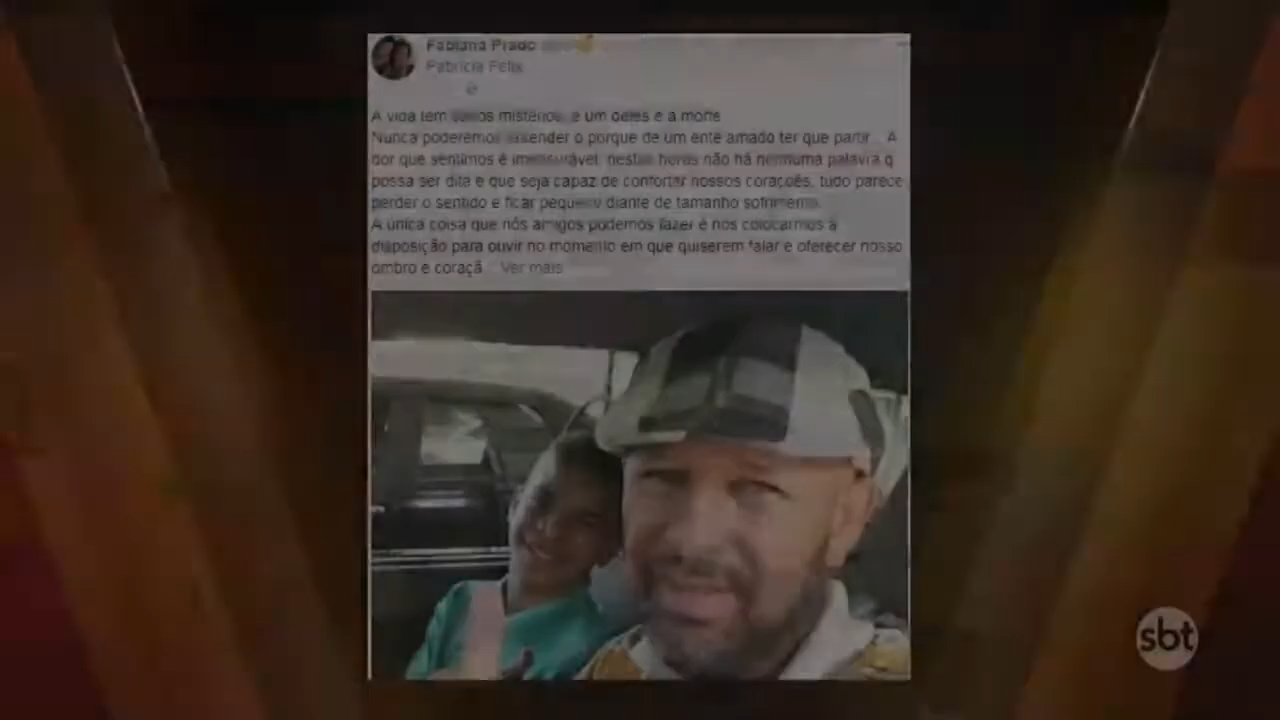 Fabiana Prado
Fabrícia Felix
A vida tem vários mistérios, e um deles é a morte
Nunca poderemos entender o porque de um ente amado ter que partir... A
dor que sentimos é imensurável, nestas horas não há nenhuma palavra q
possa ser dita e que seja capaz de confortar nossos corações, tudo parece
perder o sentido e ficar pequeno diante de tamanho sofrimento.
A única coisa que nós amigos podemos fazer é nos colocarmos à
disposição para ouvir no momento em que quiserem falar e oferecer nosso
ombro e coraçã... Ver mais
sbt